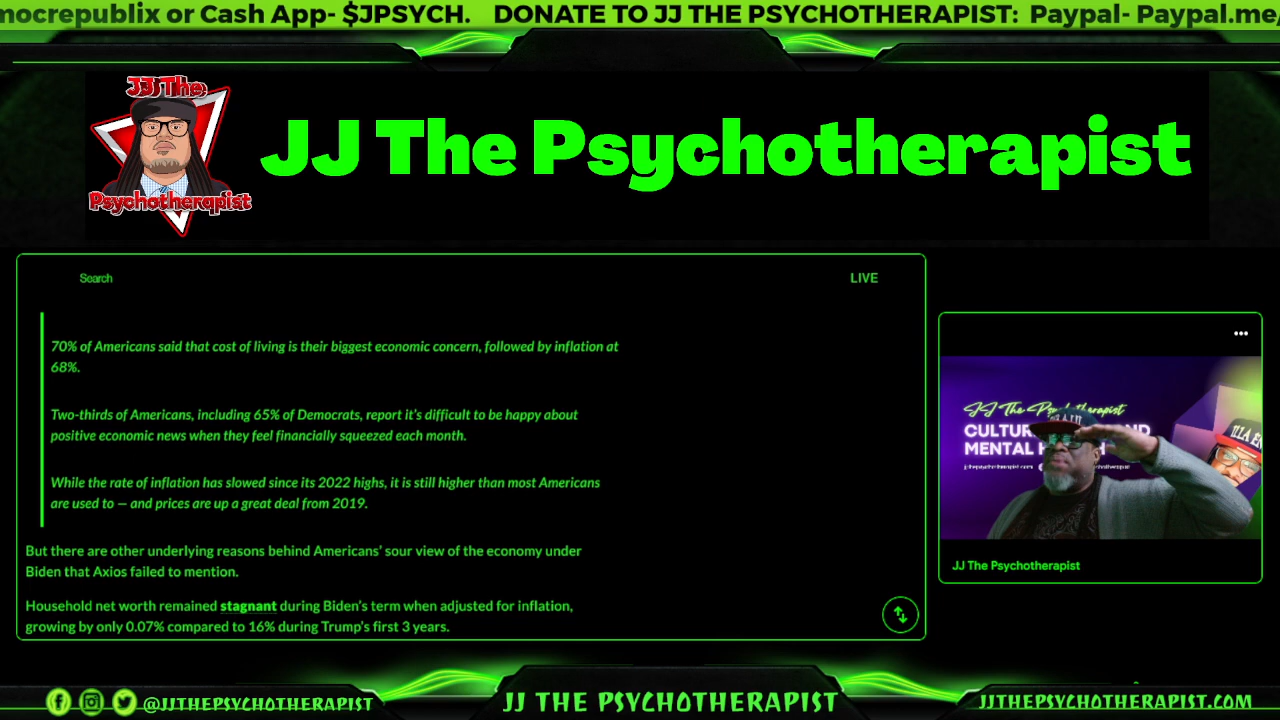 mocrepublix or Cash App- $JPSYCH. DONATE TO JJ THE PSYCHOTHERAPIST: Paypal- Paypal.me/
JJ The
Psychotherapist
JJ The Psychotherapist
Search
LIVE
70% of Americans said that cost of living is their biggest economic concern, followed by inflation at
68%.
Two-thirds of Americans, including 65% of Democrats, report it's difficult to be happy about
positive economic news when they feel financially squeezed each month.
While the rate of inflation has slowed since its 2022 highs, it is still higher than most Americans
are used to — and prices are up a great deal from 2019.
But there are other underlying reasons behind Americans' sour view of the economy under
Biden that Axios failed to mention.
Household net worth remained stagnant during Biden's term when adjusted for inflation,
growing by only 0.07% compared to 16% during Trump's first 3 years.
JJ The Psychotherapist
MENTAL
JJ The Psychotherapist
@JJTHEPSYCHOTHERAPIST
JJ THE PSYCHOTHERAPIST
JJTHEPSYCHOTHERAPIST.COM